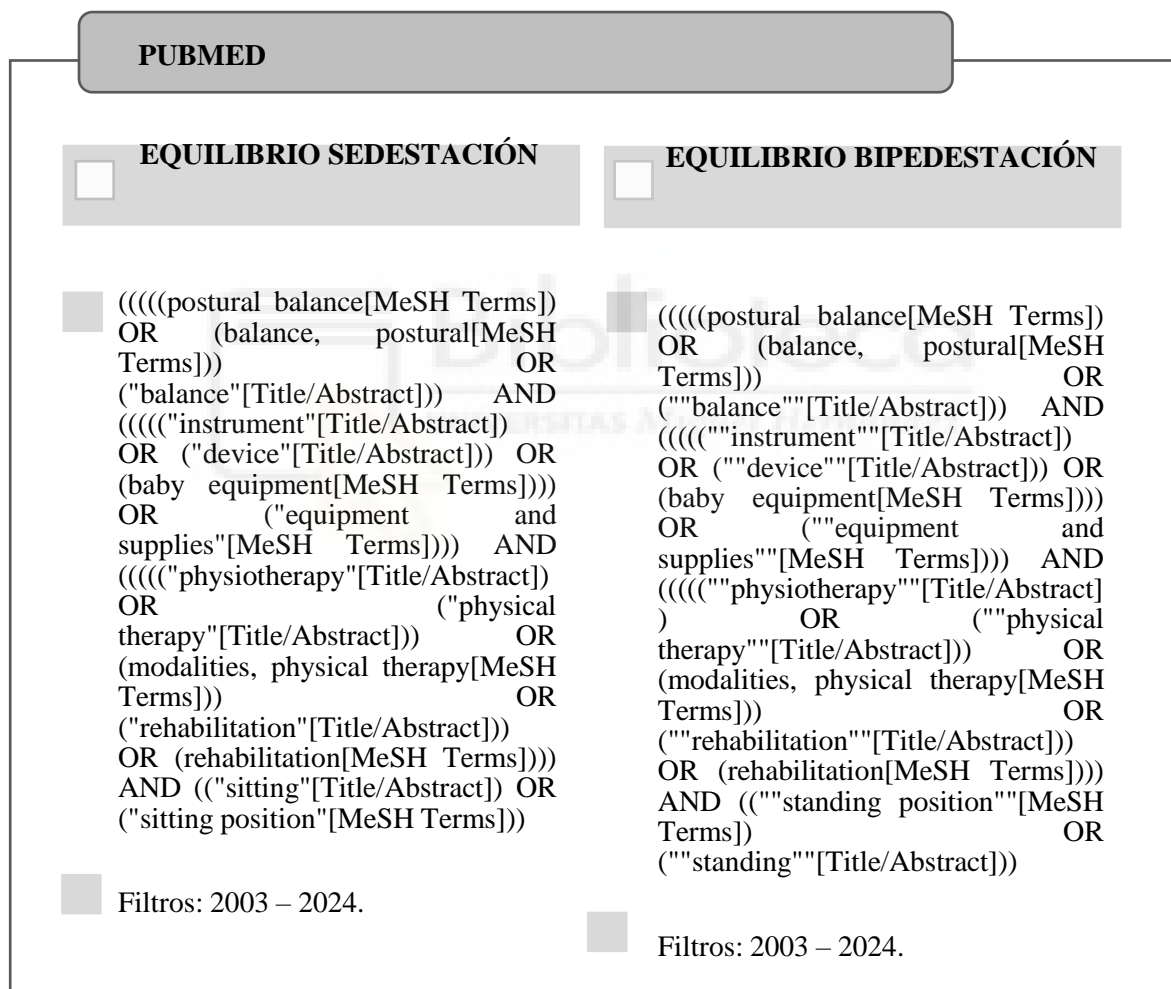 PUBMED
EQUILIBRIO SEDESTACIÓN
(((((postural balance[MeSH Terms])
OR (balance, postural[MeSH
Terms])) OR
("balance"[Title/Abstract])) AND
((((("instrument"[Title/Abstract])
OR ("device"[Title/Abstract])) OR
(baby equipment[MeSH Terms])))
OR ("equipment and
supplies"[MeSH Terms]))) AND
((((("physiotherapy"[Title/Abstract])
OR ("physical
therapy"[Title/Abstract])) OR
(modalities, physical therapy[MeSH
Terms])) OR
("rehabilitation"[Title/Abstract]))
OR (rehabilitation[MeSH Terms])))
AND (("sitting"[Title/Abstract]) OR
("sitting position"[MeSH Terms]))
Filtros: 2003 – 2024.
EQUILIBRIO BIPEDESTACIÓN
(((((postural balance[MeSH Terms])
OR (balance, postural[MeSH
Terms])) OR
(""balance""[Title/Abstract])) AND
(((((""instrument""[Title/Abstract])
OR (""device""[Title/Abstract])) OR
(baby equipment[MeSH Terms])))
OR (""equipment and
supplies""[MeSH Terms]))) AND
(((((""physiotherapy""[Title/Abstract]
) OR (""physical
therapy""[Title/Abstract])) OR
(modalities, physical therapy[MeSH
Terms])) OR
(""rehabilitation""[Title/Abstract]))
OR (rehabilitation[MeSH Terms])))
AND ((""standing position""[MeSH
Terms]) OR
(""standing""[Title/Abstract]))
Filtros: 2003 – 2024.
Biblioteca